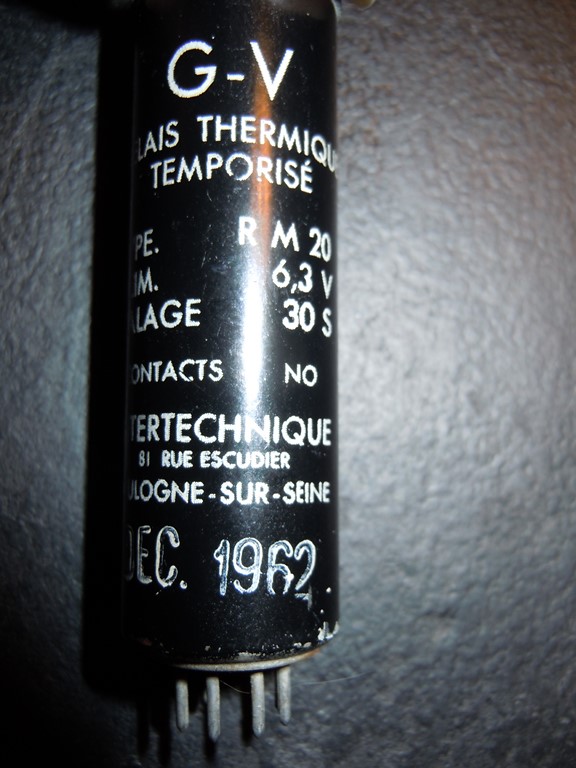 G-V
LAIS THERMIQU
TEMPORISÉ
PE. R M 20
IM. 6,3 V
LAGE 30 S
ONTACTS NO
TERTECHNIQUE
81 RUE ESCUDIER
LOGNE-SUR-SEINE
DEC. 1962